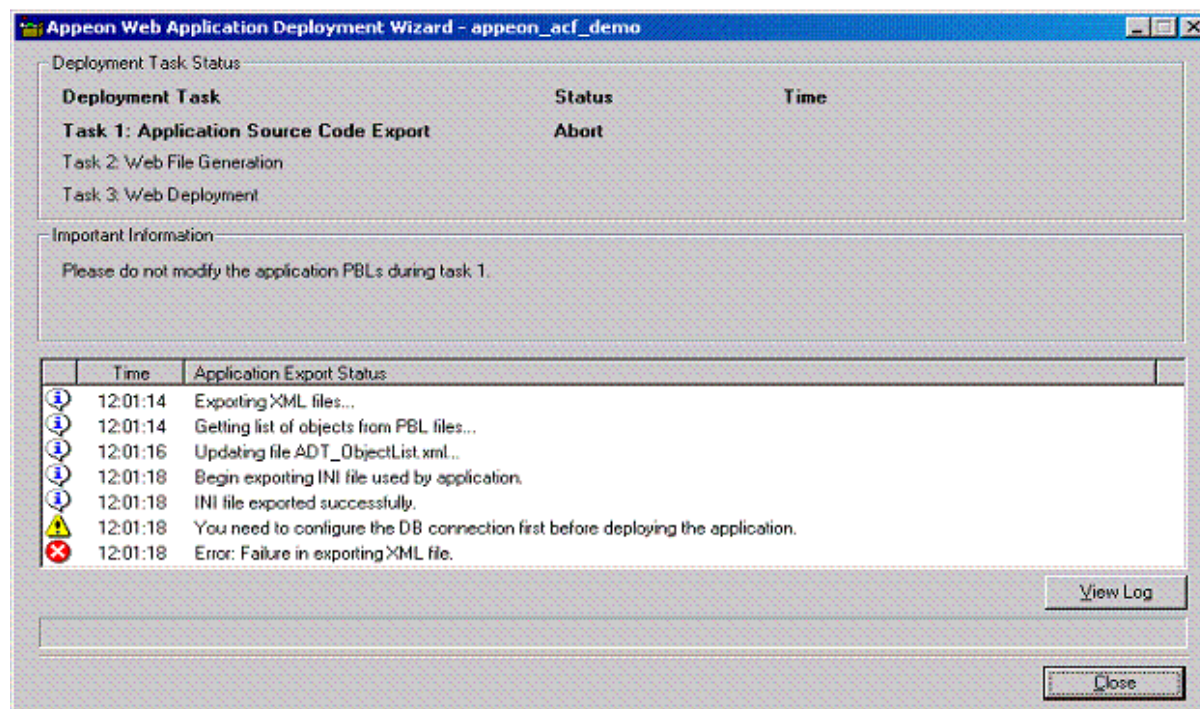 Appeon Web Application Deployment Wizard - appeon_acf_demo
Deployment Task Status
Deployment Task Status Time
Task 1: Application Source Code Export Abort
Task 2: Web File Generation
Task 3: Web Deployment
Important Information
Please do not modify the application PBLs during task 1.
Time Application Export Status
12:01:14 Exporting XML files...
12:01:14 Getting list of objects from PBL files...
12:01:16 Updating file ADT_ObjectList.xml...
12:01:18 Begin exporting INI file used by application.
12:01:18 INI file exported successfully.
12:01:18 You need to configure the DB connection first before deploying the application.
12:01:18 Error: Failure in exporting XML file.
View Log
Close